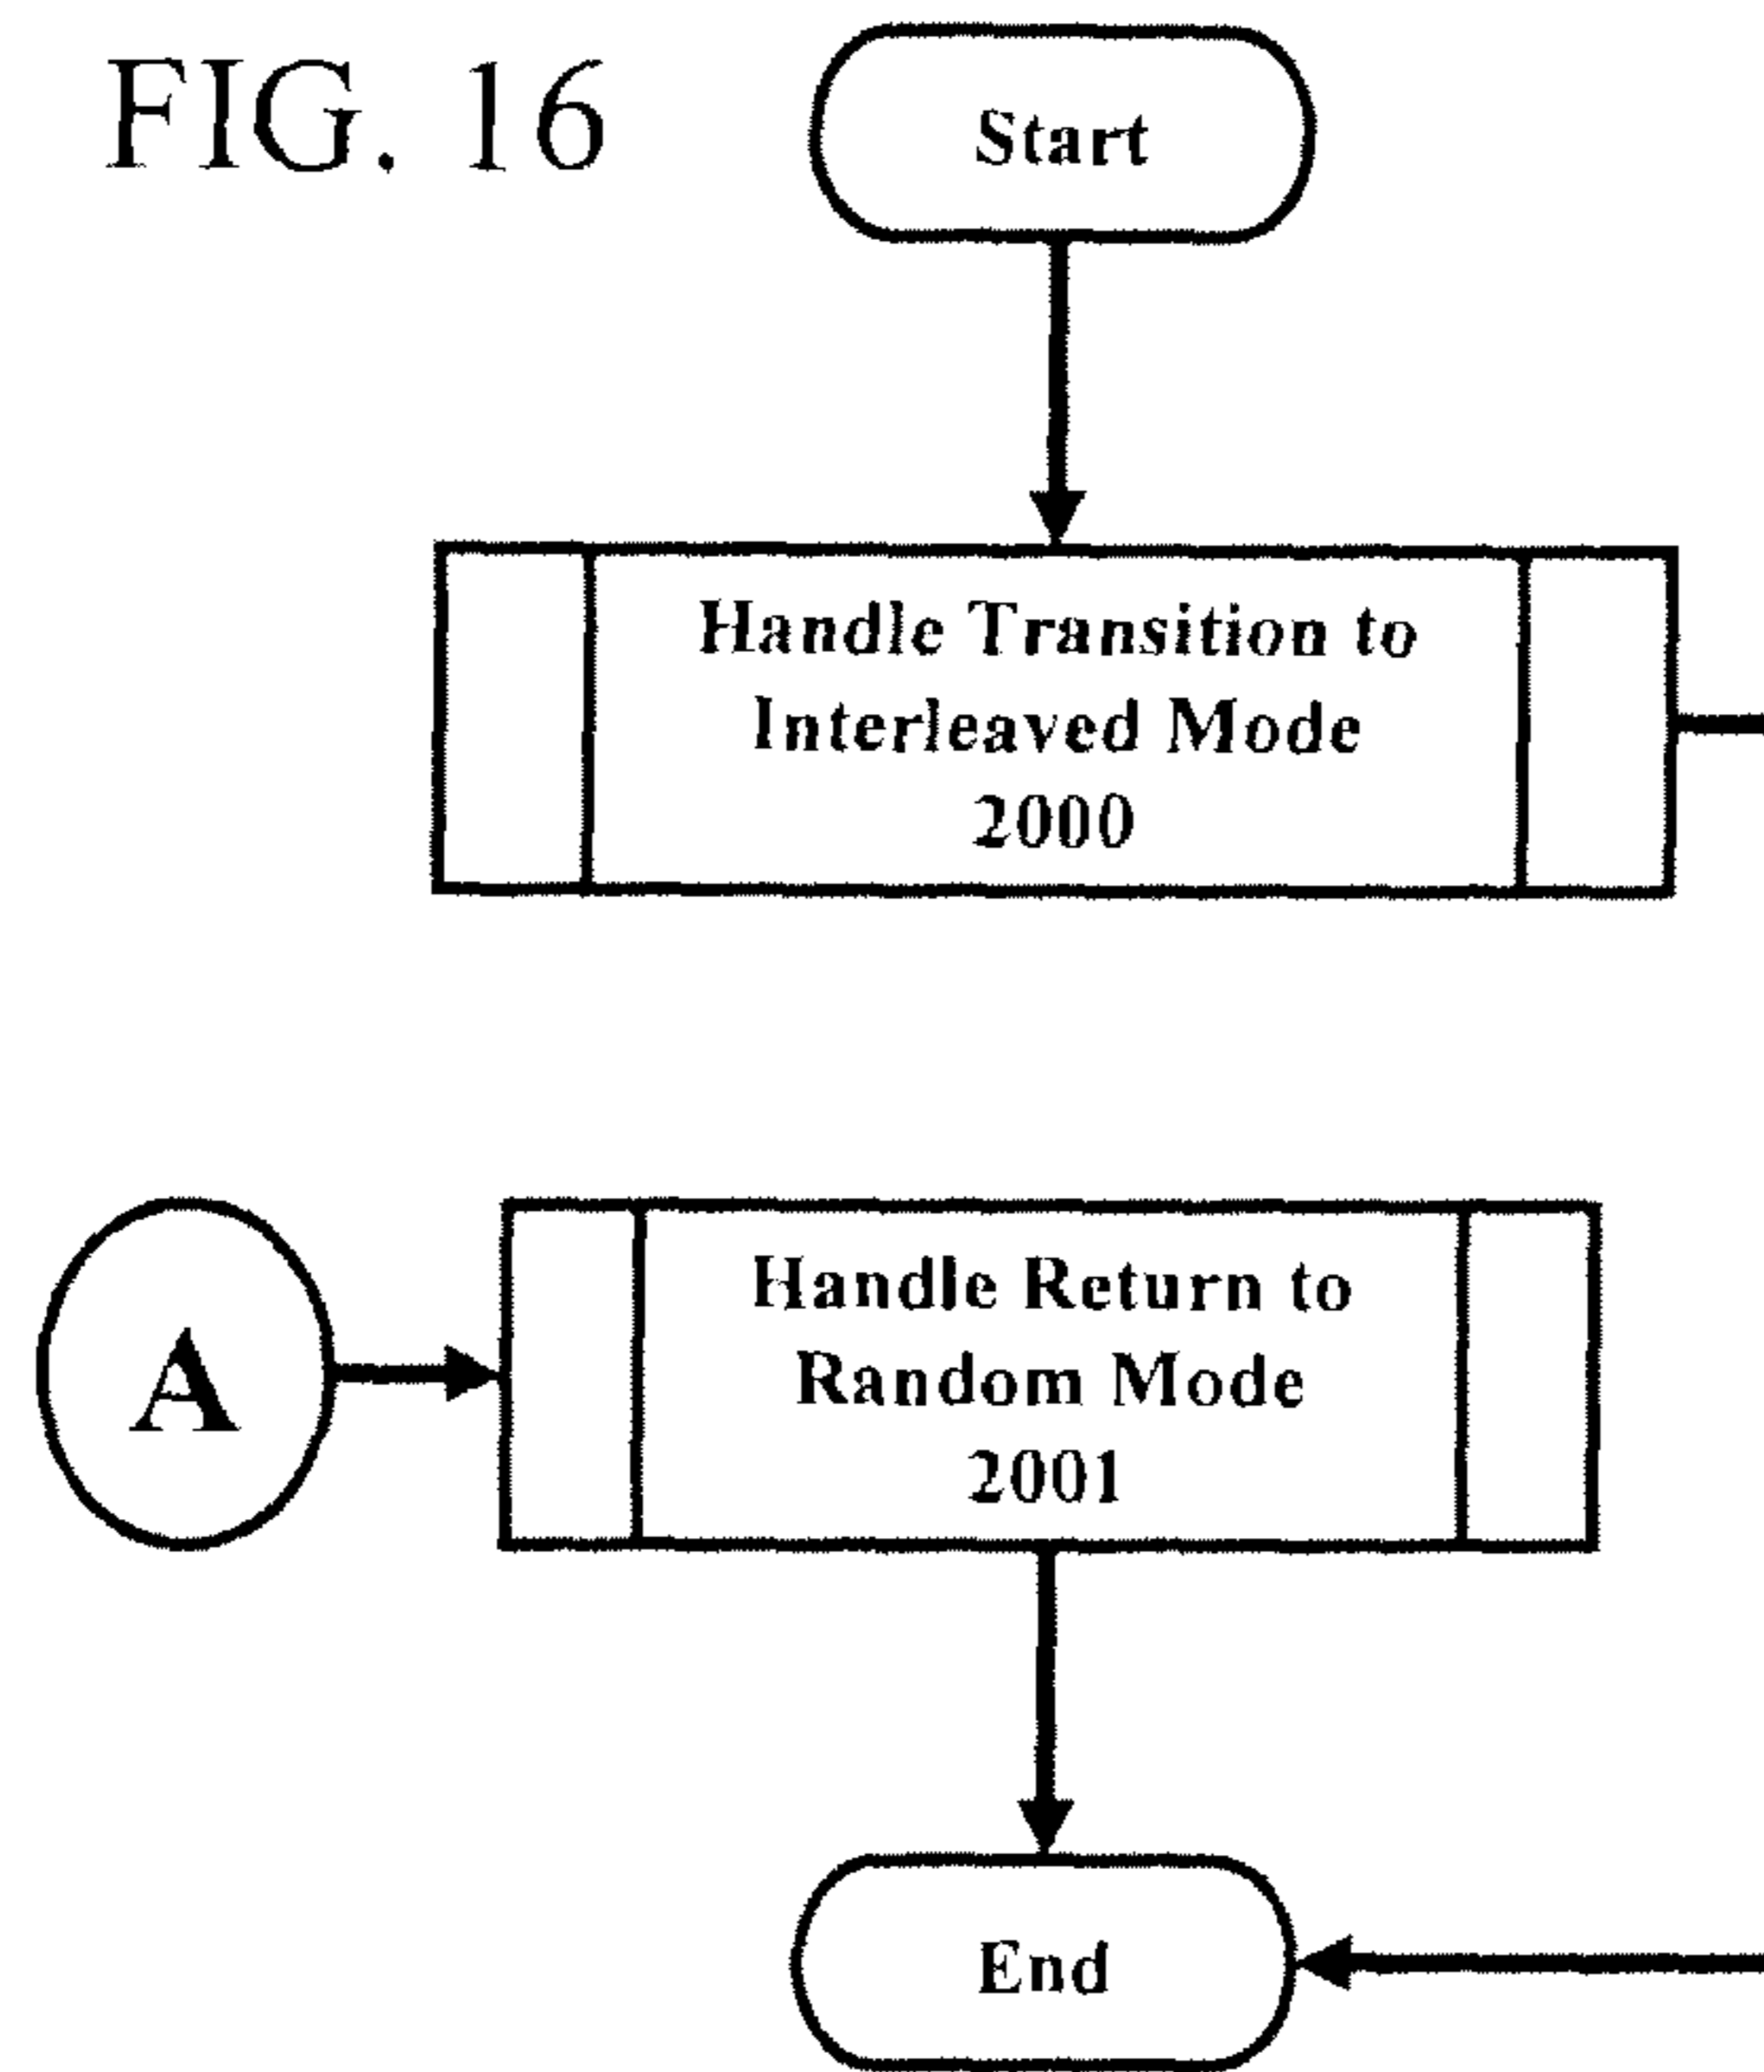 FIG. 16
Start
Handle Transition to
Interleaved Mode
2000
A
Handle Return to
Random Mode
2001
End